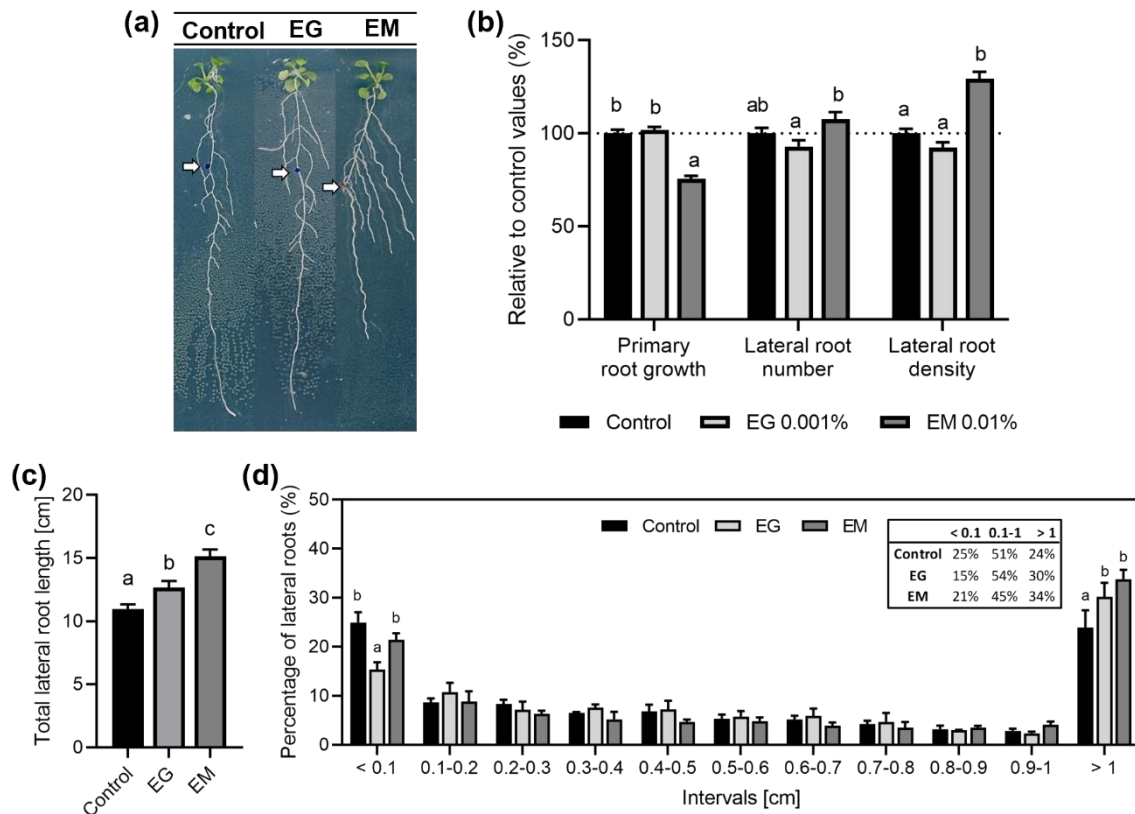 (a)
Control EG EM
(b)
Relative to control values (%)
150
100
50
0
b b a
ab a b
a a b
Primary
root growth
Lateral root
number
Lateral root
density
Control EG 0.001% EM 0.01%
(c)
Total lateral root length [cm]
20
15
10
5
0
a b c
Control EG EM
(d)
Percentage of lateral roots (%)
50
40
30
20
10
0
Control EG EM
< 0.1 0.1-1 > 1
Control 25% 51% 24%
EG 15% 54% 30%
EM 21% 45% 34%
b a b
a b b
< 0.1 0.1-0.2 0.2-0.3 0.3-0.4 0.4-0.5 0.5-0.6 0.6-0.7 0.7-0.8 0.8-0.9 0.9-1 > 1
Intervals [cm]